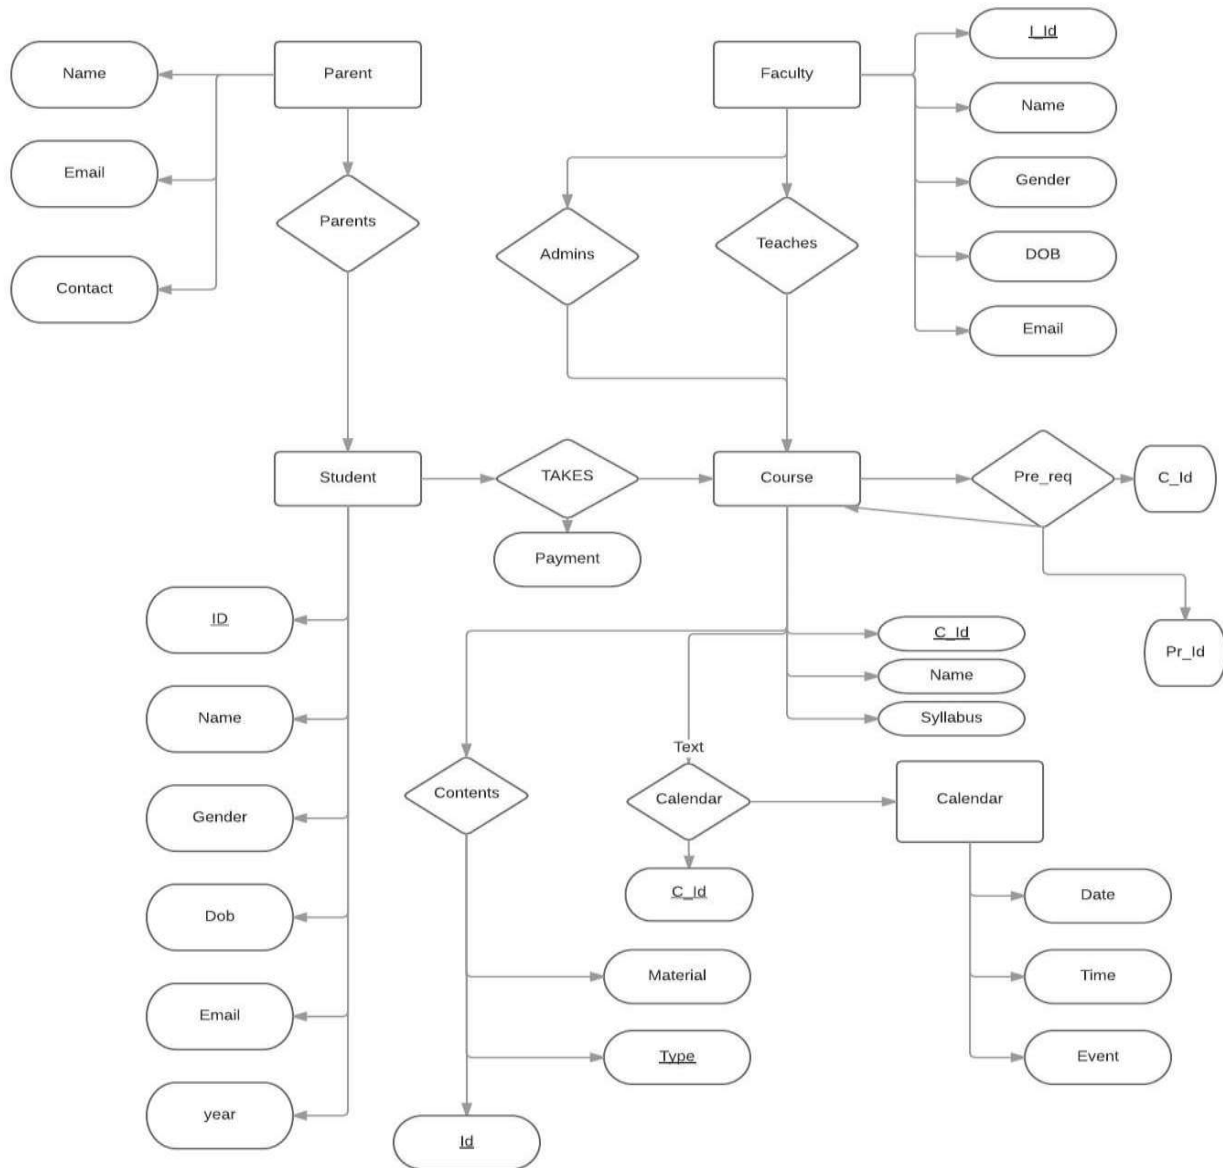 I_Id
Name
Parent
Faculty
Name
Email
Gender
Parents
Admins
Teaches
DOB
Contact
Email
Student
TAKES
Course
Pre_req
C_Id
Payment
ID
C_Id
Pr_Id
Name
Syllabus
Name
Text
Contents
Calendar
Calendar
Gender
C_Id
Date
Dob
Material
Time
Email
Type
Event
year
Id